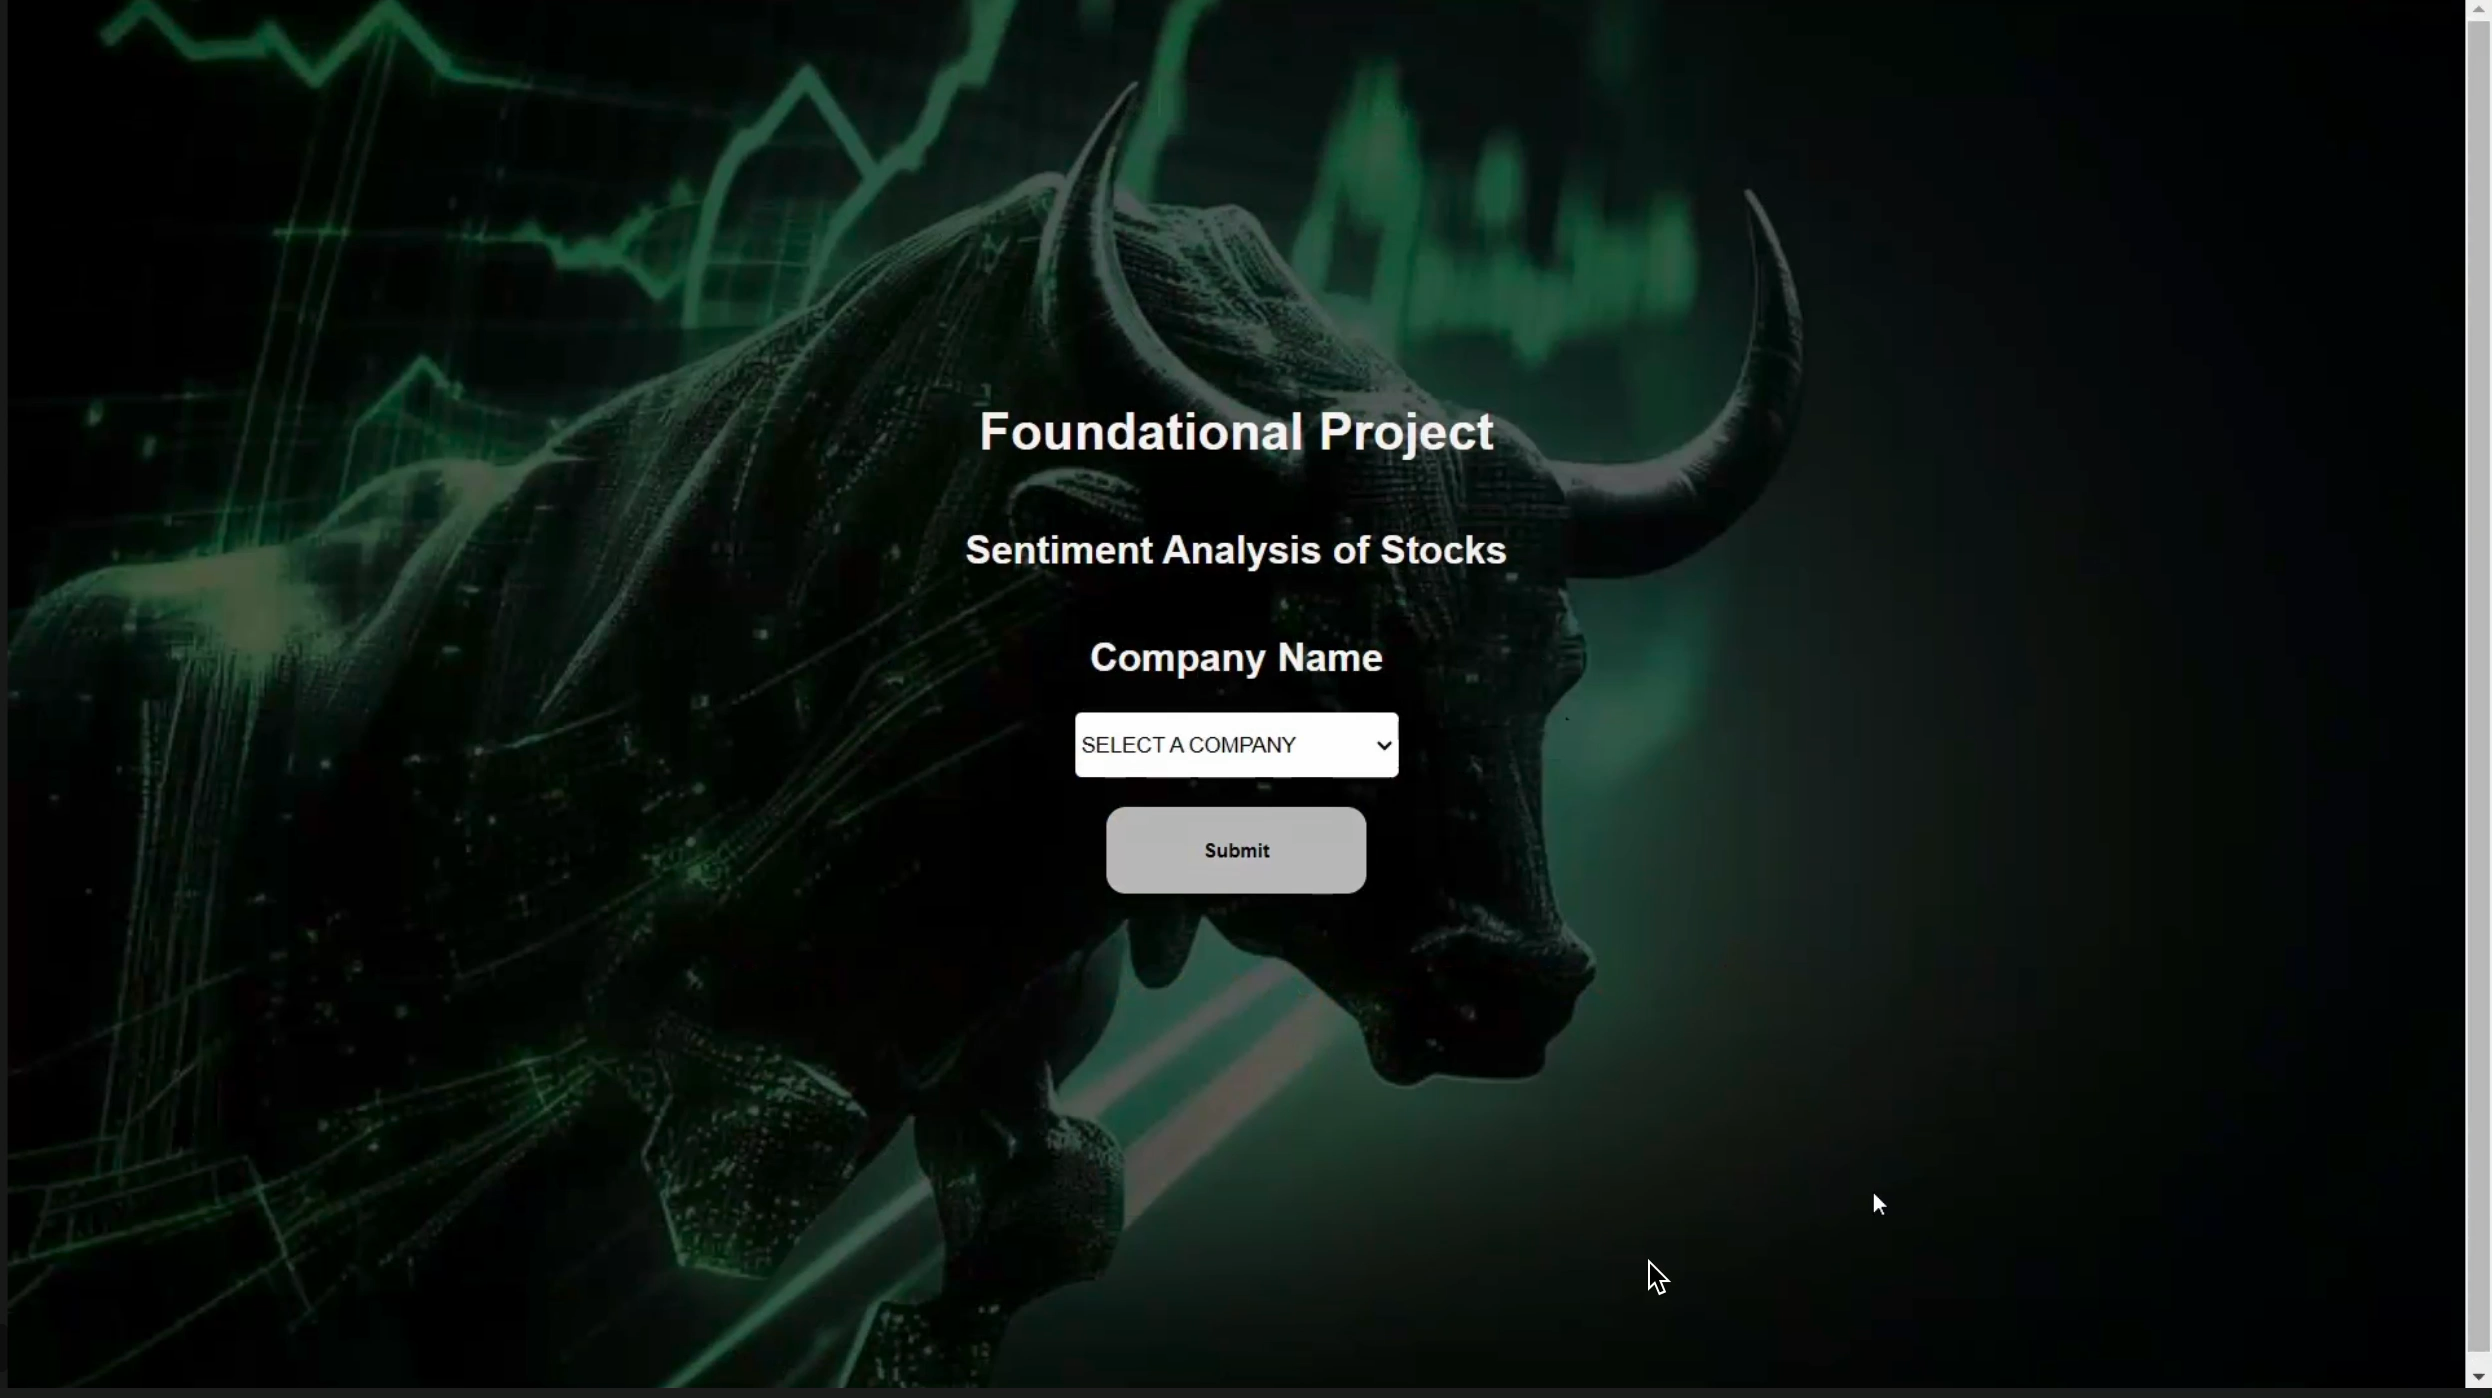 Foundational Project
Sentiment Analysis of Stocks
Company Name
SELECT A COMPANY
Submit